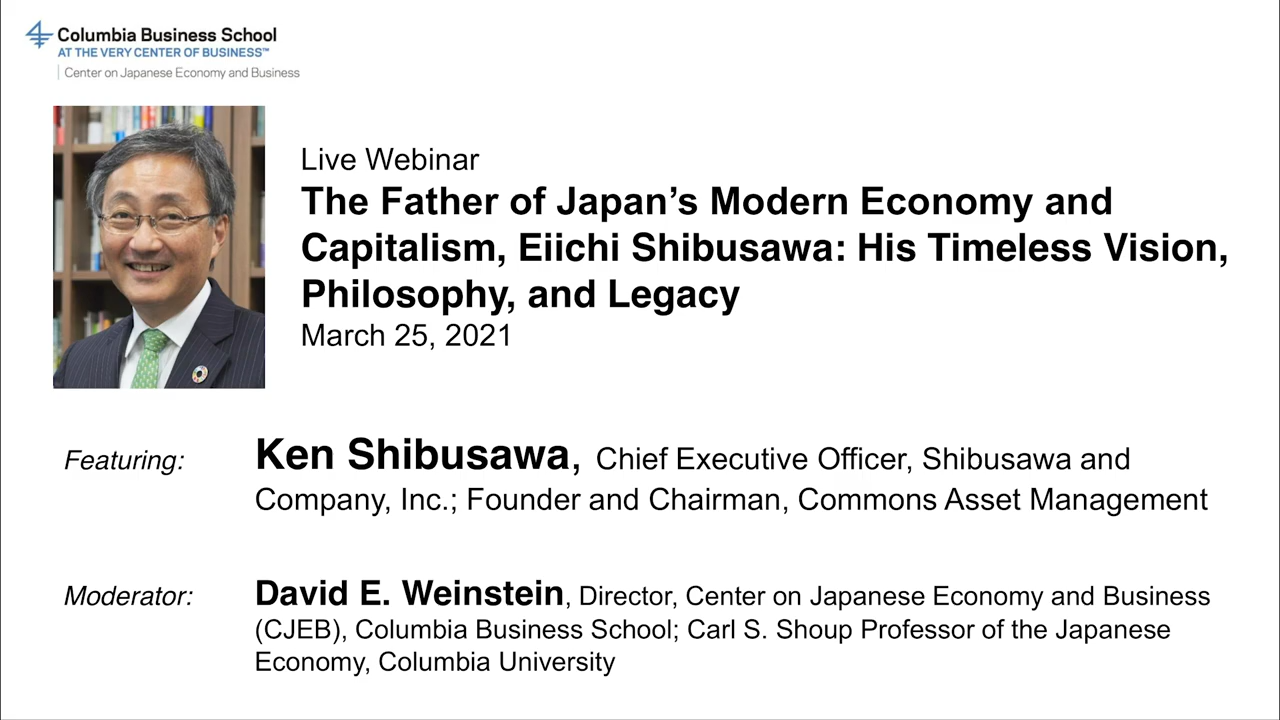 Columbia Business School
AT THE VERY CENTER OF BUSINESS™
Center on Japanese Economy and Business
Live Webinar
The Father of Japan’s Modern Economy and
Capitalism, Eiichi Shibusawa: His Timeless Vision,
Philosophy, and Legacy
March 25, 2021
Featuring: Ken Shibusawa, Chief Executive Officer, Shibusawa and
Company, Inc.; Founder and Chairman, Commons Asset Management
Moderator: David E. Weinstein, Director, Center on Japanese Economy and Business
(CJEB), Columbia Business School; Carl S. Shoup Professor of the Japanese
Economy, Columbia University